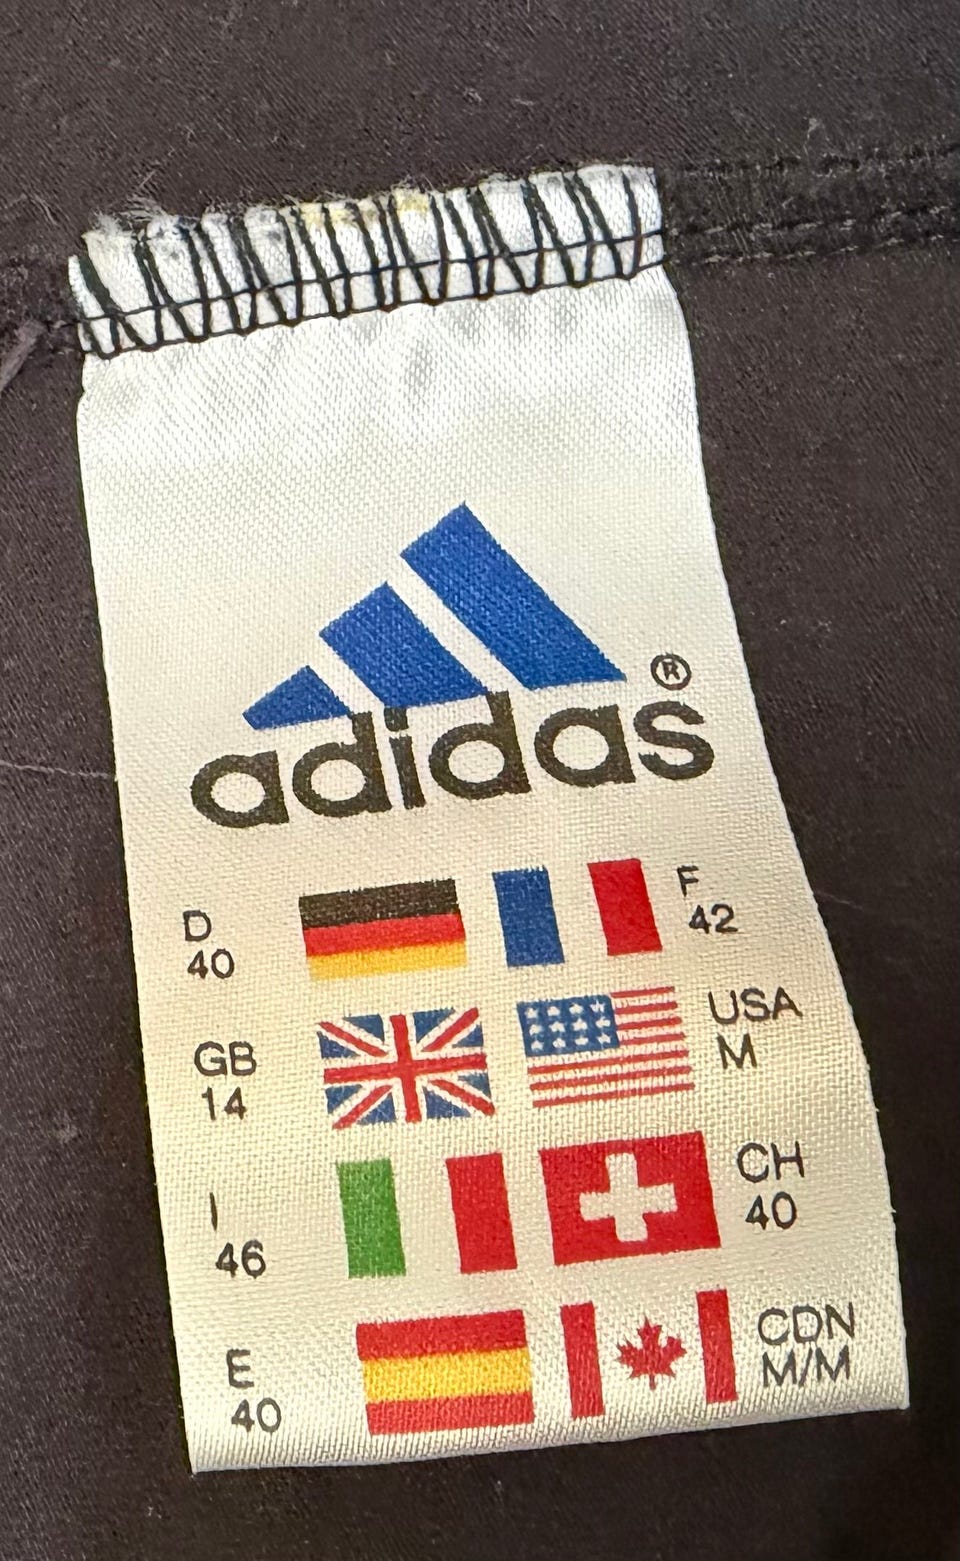 adidas®
D
40
F
42
GB
14
USA
M
I
46
CH
40
E
40
CDN
M/M